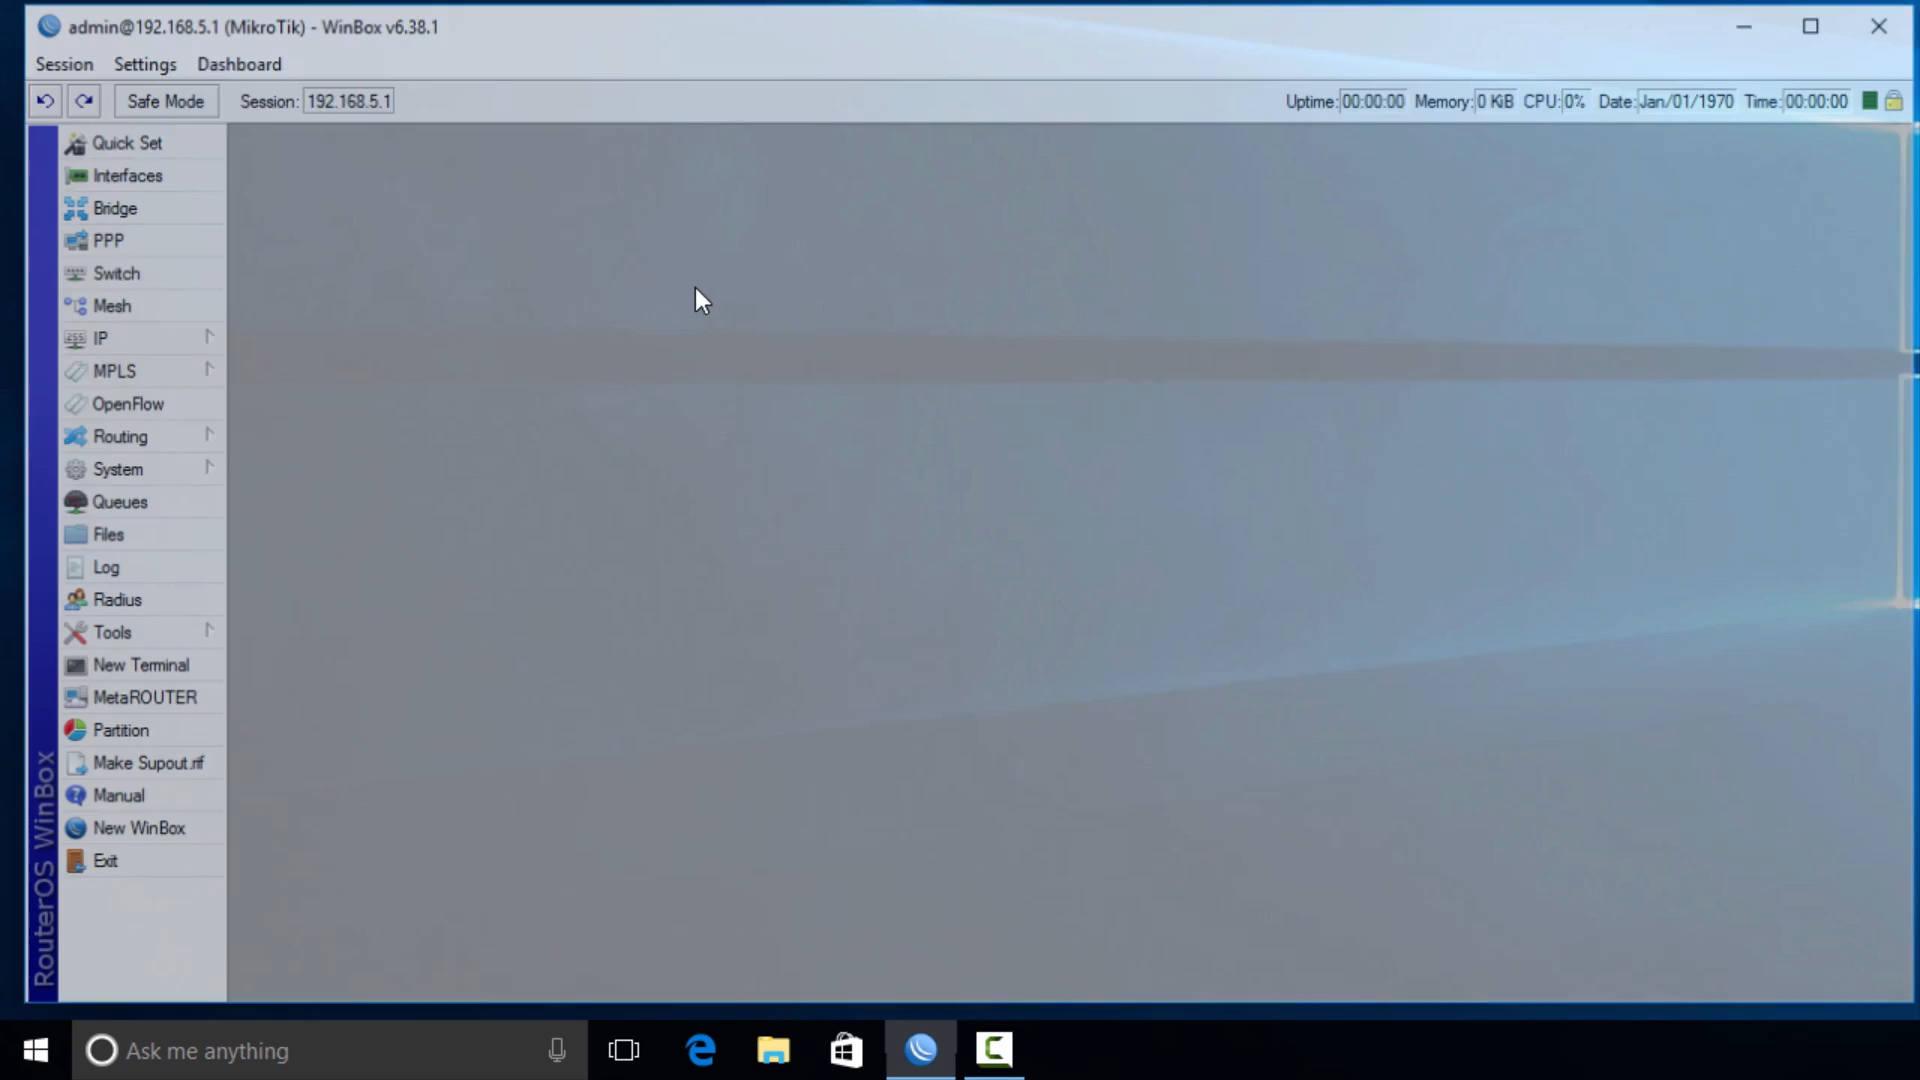 admin@192.168.5.1 (MikroTik) - WinBox v6.38.1
Session Settings Dashboard
Safe Mode Session: 192.168.5.1 Uptime: 00:00:00 Memory: 0 KiB CPU: 0% Date: Jan/01/1970 Time: 00:00:00
Quick Set
Interfaces
Bridge
PPP
Switch
Mesh
255 IP
MPLS
OpenFlow
Routing
System
Queues
Files
Log
Radius
Tools
New Terminal
MetaROUTER
Partition
Make Supout.rif
Manual
New WinBox
Exit
RouterOS WinBox
Ask me anything